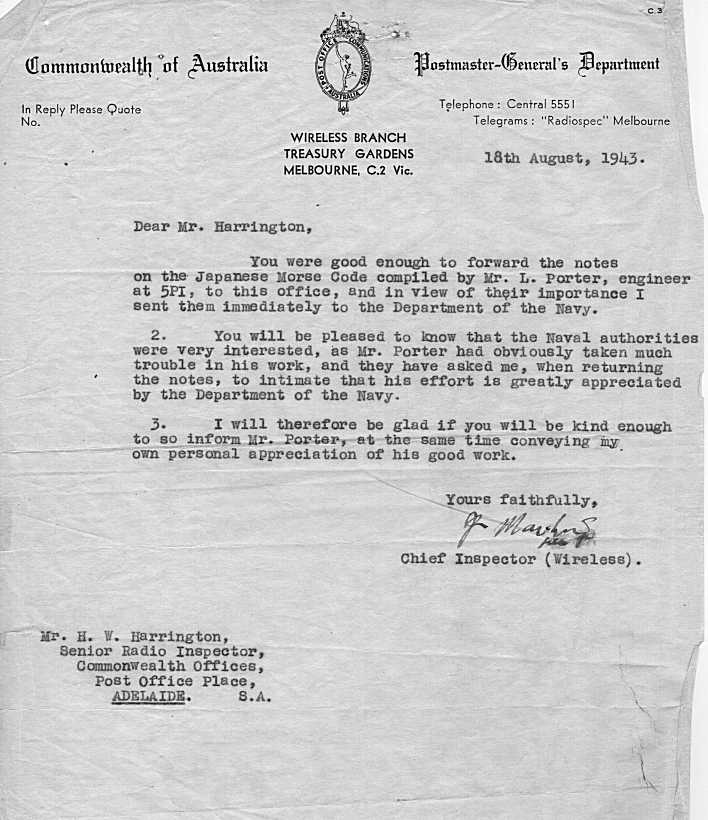 C.3
Commonwealth of Australia
POST OFFICE COMMUNICATIONS
AUSTRALIA
Postmaster-General's Department
In Reply Please Quote
No.
Telephone : Central 5551
Telegrams : "Radiospec" Melbourne
WIRELESS BRANCH
TREASURY GARDENS
MELBOURNE, C.2 Vic.
18th August, 1943.
Dear Mr. Harrington,
You were good enough to forward the notes
on the Japanese Morse Code compiled by Mr. L. Porter, engineer
at 5PI, to this office, and in view of their importance I
sent them immediately to the Department of the Navy.
2. You will be pleased to know that the Naval authorities
were very interested, as Mr. Porter had obviously taken much
trouble in his work, and they have asked me, when returning
the notes, to intimate that his effort is greatly appreciated
by the Department of the Navy.
3. I will therefore be glad if you will be kind enough
to so inform Mr. Porter, at the same time conveying my
own personal appreciation of his good work.
Yours faithfully,
Chief Inspector (Wireless).
Mr. H. W. Harrington,
Senior Radio Inspector,
Commonwealth Offices,
Post Office Place,
ADELAIDE. S.A.